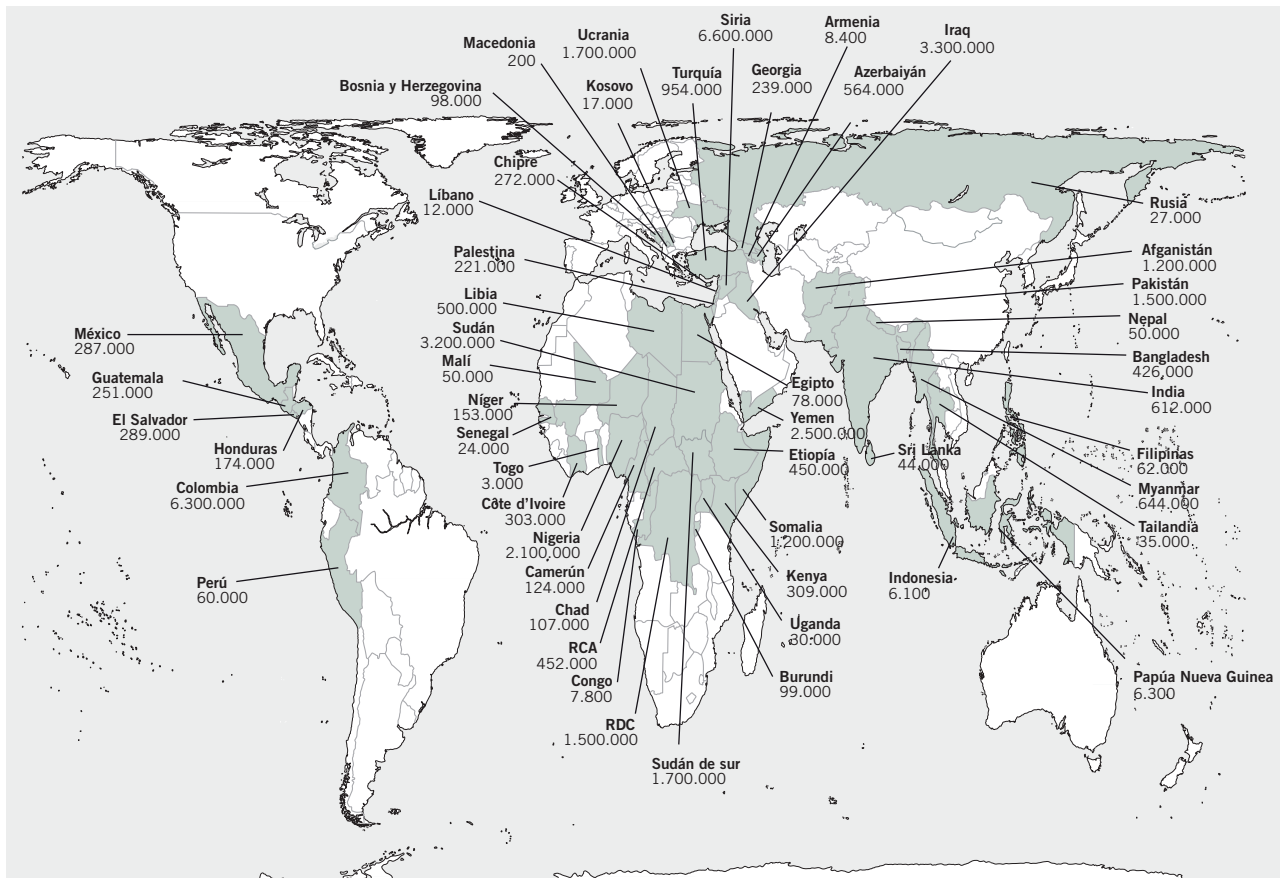 Siria
6.600.000
Armenia
8.400
Iraq
3.300.000
Ucrania
1.700.000
Macedonia
200
Turquía
954.000
Georgia
239.000
Azerbaiyán
564.000
Bosnia y Herzegovina
98.000
Kosovo
17.000
Chipre
272.000
Líbano
12.000
Palestina
221.000
Libia
500.000
Sudán
3.200.000
Malí
50.000
Níger
153.000
Senegal
24.000
Togo
3.000
Côte d’Ivoire
303.000
Nigeria
2.100,000
Camerún
124.000
Chad
107.000
RCA
452.000
Congo
7.800
RDC
1.500.000
Sudán de sur
1.700.000
México
287.000
Guatemala
251.000
El Salvador
289.000
Honduras
174.000
Colombia
6.300.000
Perú
60.000
Egipto
78.000
Yemen
2.500.000
Etiopía
450.000
Somalia
1.200.000
Kenya
309.000
Uganda
30.000
Burundi
99.000
Rusia
27.000
Afganistán
1.200.000
Pakistán
1.500.000
Nepal
50.000
Bangladesh
426,000
India
612.000
Sri Lanka
44.000
Filipinas
62.000
Myanmar
644.000
Tailandia
35.000
Indonesia
6.100
Papúa Nueva Guinea
6.300